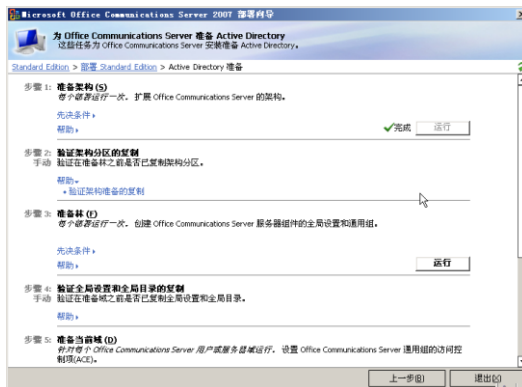 Microsoft Office Communications Server 2007 部署向导
为 Office Communications Server 准备 Active Directory
这些任务为 Office Communications Server 安装准备 Active Directory。
Standard Edition > 部署 Standard Edition > Active Directory 准备
步骤 1: 准备架构(S)
每个部署运行一次。扩展 Office Communications Server 的架构。
先决条件
帮助
完成 运行
步骤 2: 验证架构分区的复制
手动 验证在准备林之前是否已复制架构分区。
帮助
验证架构准备的复制
步骤 3: 准备林(F)
每个部署运行一次。创建 Office Communications Server 服务器组件的全局设置和通用组。
先决条件
帮助
运行
步骤 4: 验证全局设置和全局目录的复制
手动 验证在准备域之前是否已复制全局设置和全局目录。
帮助
步骤 5: 准备当前域(D)
针对每个 Office Communications Server 用户或服务器域运行。设置 Office Communications Server 通用组的访问控
制项(ACE)。
上一步(B) 退出(X)